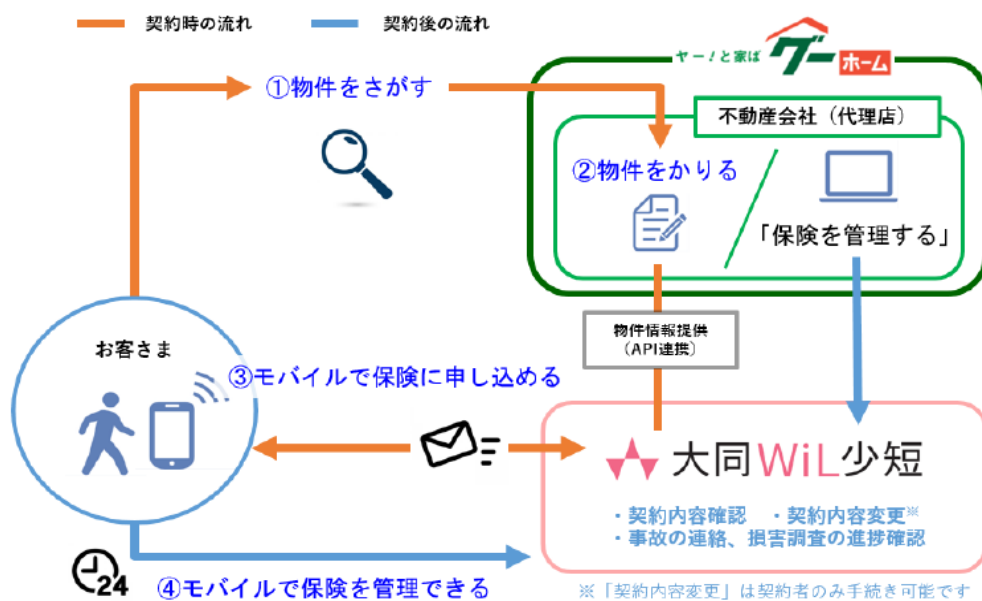 契約時の流れ
契約後の流れ
ヤー!と家ば
グーホーム
不動産会社（代理店）
①物件をさがす
②物件をかりる
「保険を管理する」
物件情報提供
（API連携）
お客さま
③モバイルで保険に申し込める
大同WiL少短
・契約内容確認　・契約内容変更※
・事故の連絡、損害調査の進捗確認
24
④モバイルで保険を管理できる
※「契約内容変更」は契約者のみ手続き可能です